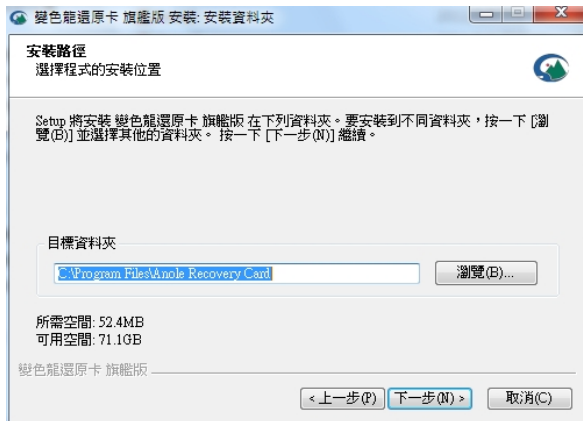 變色龍還原卡 旗艦版 安裝: 安裝資料夾
安裝路徑
選擇程式的安裝位置
Setup 將安裝 變色龍還原卡 旗艦版 在下列資料夾。要安裝到不同資料夾，按一下 [瀏
覽(B)] 並選擇其他的資料夾。 按一下 [下一步(N)] 繼續。
目標資料夾
C:\Program Files\Anole Recovery Card
瀏覽(B)...
所需空間: 52.4MB
可用空間: 71.1GB
變色龍還原卡 旗艦版
< 上一步(P) 下一步(N) > 取消(C)